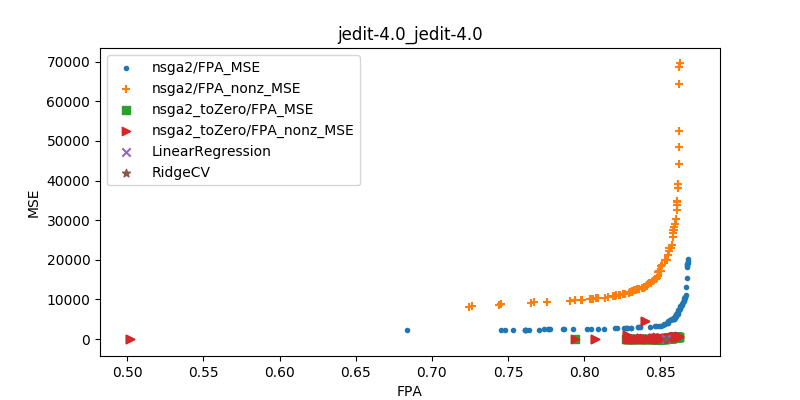 jedit-4.0_jedit-4.0
70000
60000
50000
40000
30000
20000
10000
0
MSE
nsga2/FPA_MSE
nsga2/FPA_nonz_MSE
nsga2_toZero/FPA_MSE
nsga2_toZero/FPA_nonz_MSE
LinearRegression
RidgeCV
0.50
0.55
0.60
0.65
0.70
0.75
0.80
0.85
FPA